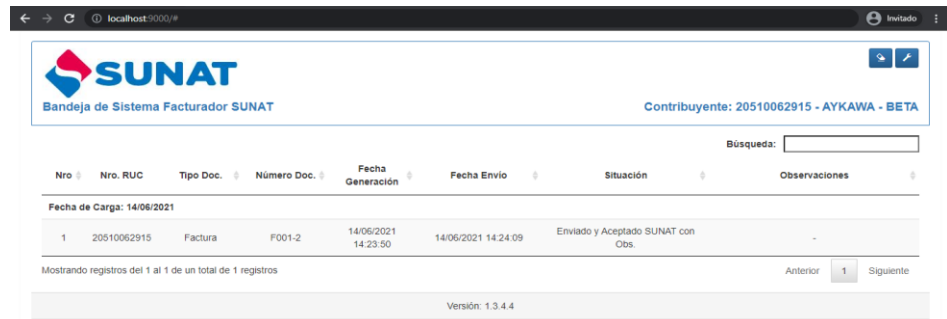 localhost:9000/#
Invitado
SUNAT
Bandeja de Sistema Facturador SUNAT
Contribuyente: 20510062915 - AYKAWA - BETA
Búsqueda:
Nro Nro. RUC Tipo Doc. Número Doc. Fecha Generación Fecha Envío Situación Observaciones
Fecha de Carga: 14/06/2021
1 20510062915 Factura F001-2 14/06/2021 14:23:50 14/06/2021 14:24:09 Enviado y Aceptado SUNAT con Obs. -
Mostrando registros del 1 al 1 de un total de 1 registros
Anterior 1 Siguiente
Versión: 1.3.4.4